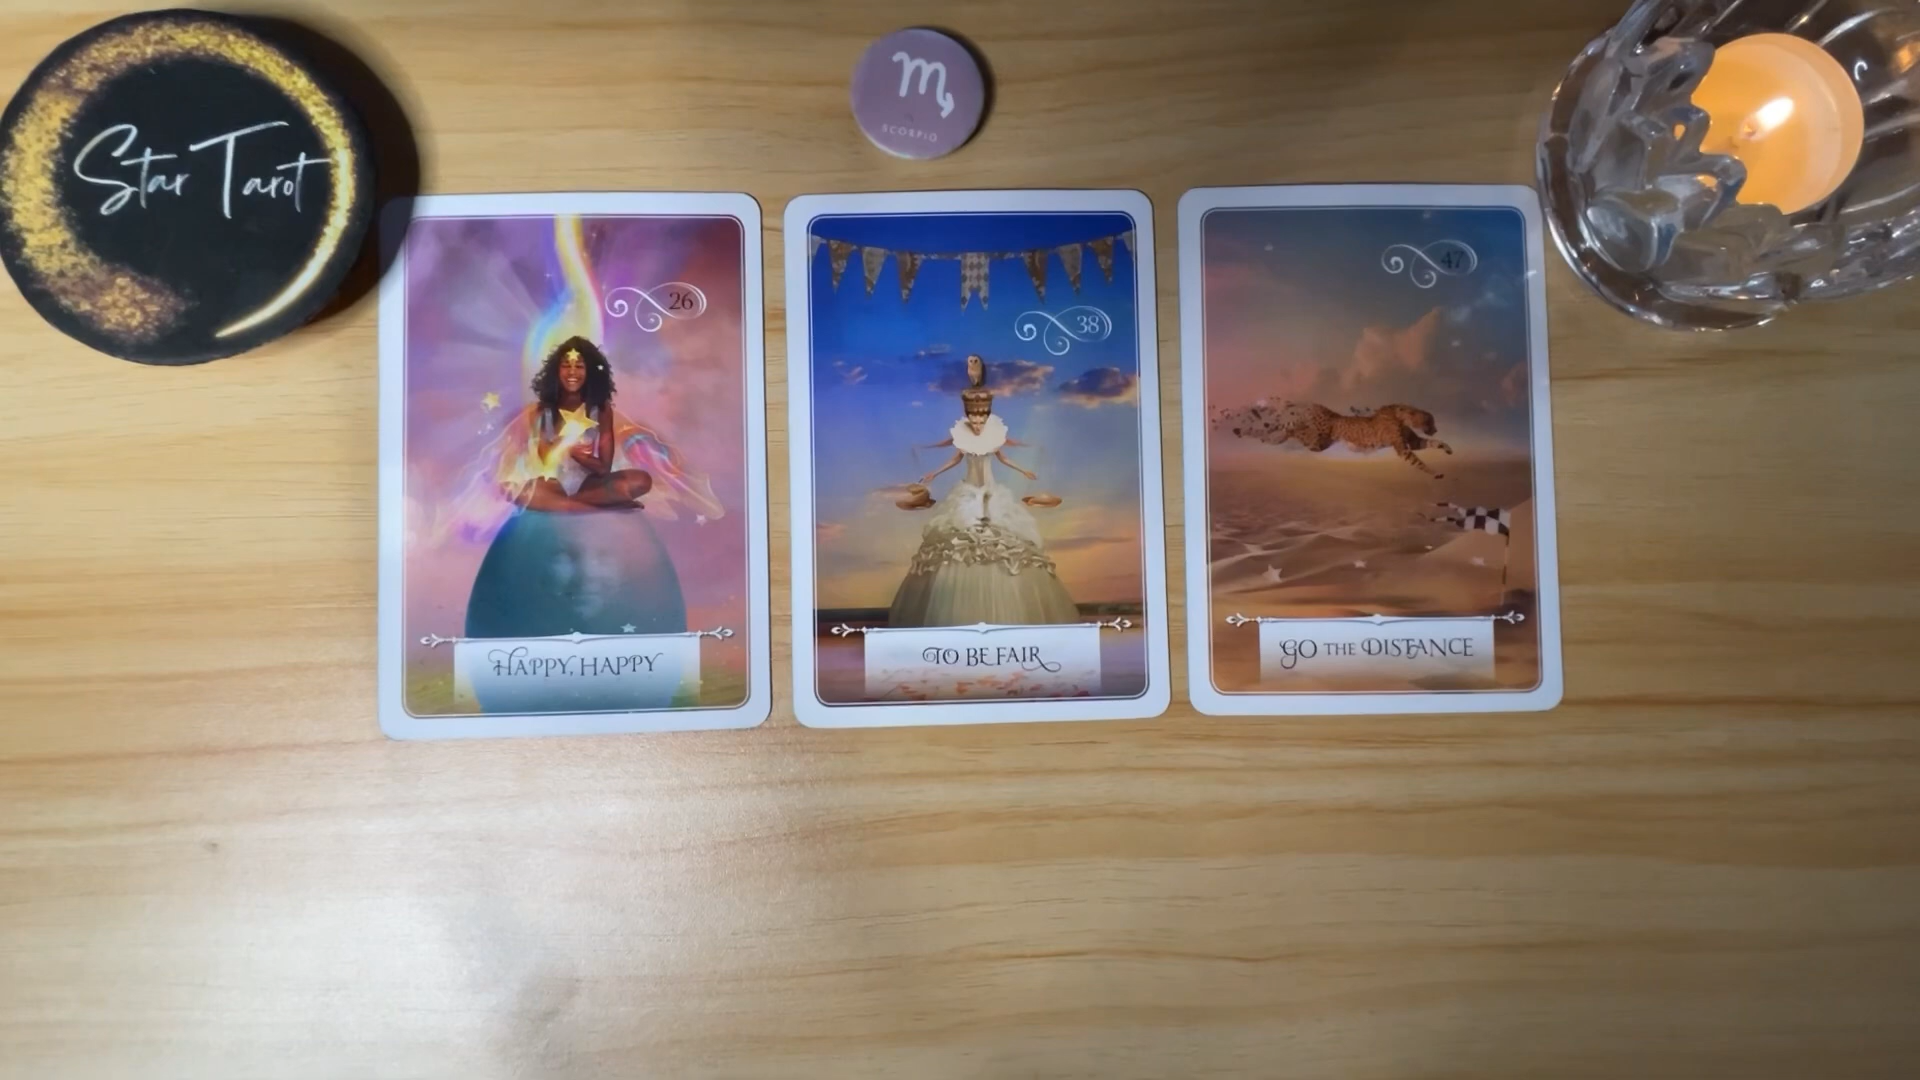 Star Tarot
SCORPIO
26
38
47
HAPPY, HAPPY
TO BE FAIR
GO THE DISTANCE